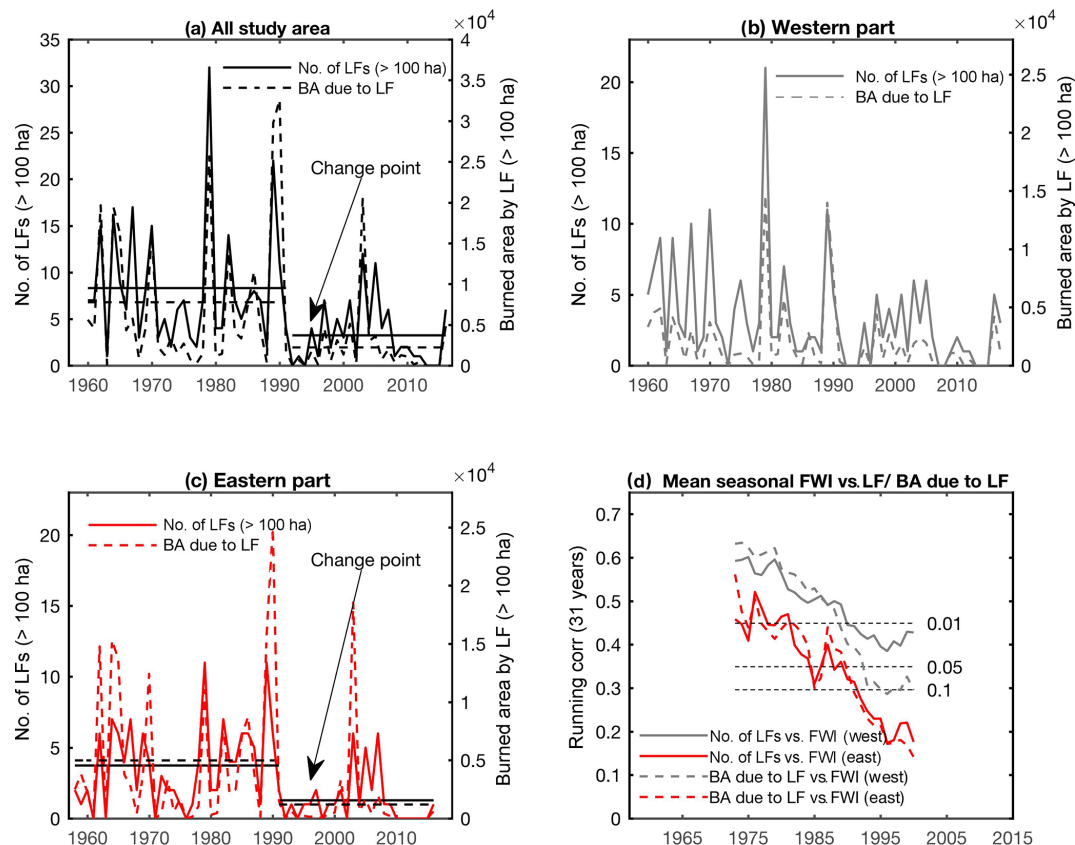 (a) All study area
×10⁴
No. of LFs (> 100 ha)
BA due to LF
Change point
No. of LFs (> 100 ha)
Burned area by LF (> 100 ha)
35
30
25
20
15
10
5
0
4
3.5
3
2.5
2
1.5
1
0.5
0
1960 1970 1980 1990 2000 2010
(b) Western part
×10⁴
No. of LFs (> 100 ha)
BA due to LF
No. of LFs (> 100 ha)
Burned area by LF (> 100 ha)
20
15
10
5
0
2.5
2
1.5
1
0.5
0
1960 1970 1980 1990 2000 2010
(c) Eastern part
×10⁴
No. of LFs (> 100 ha)
BA due to LF
Change point
No. of LFs (> 100 ha)
Burned area by LF (> 100 ha)
20
15
10
5
0
2.5
2
1.5
1
0.5
0
1960 1970 1980 1990 2000 2010
(d) Mean seasonal FWI vs. LF/ BA due to LF
Running corr (31 years)
0.7
0.6
0.5
0.4
0.3
0.2
0.1
0
0.01
0.05
0.1
No. of LFs vs. FWI (west)
No. of LFs vs. FWI (east)
BA due to LF vs. FWI (west)
BA due to LF vs. FWI (east)
1965 1975 1985 1995 2005 2015